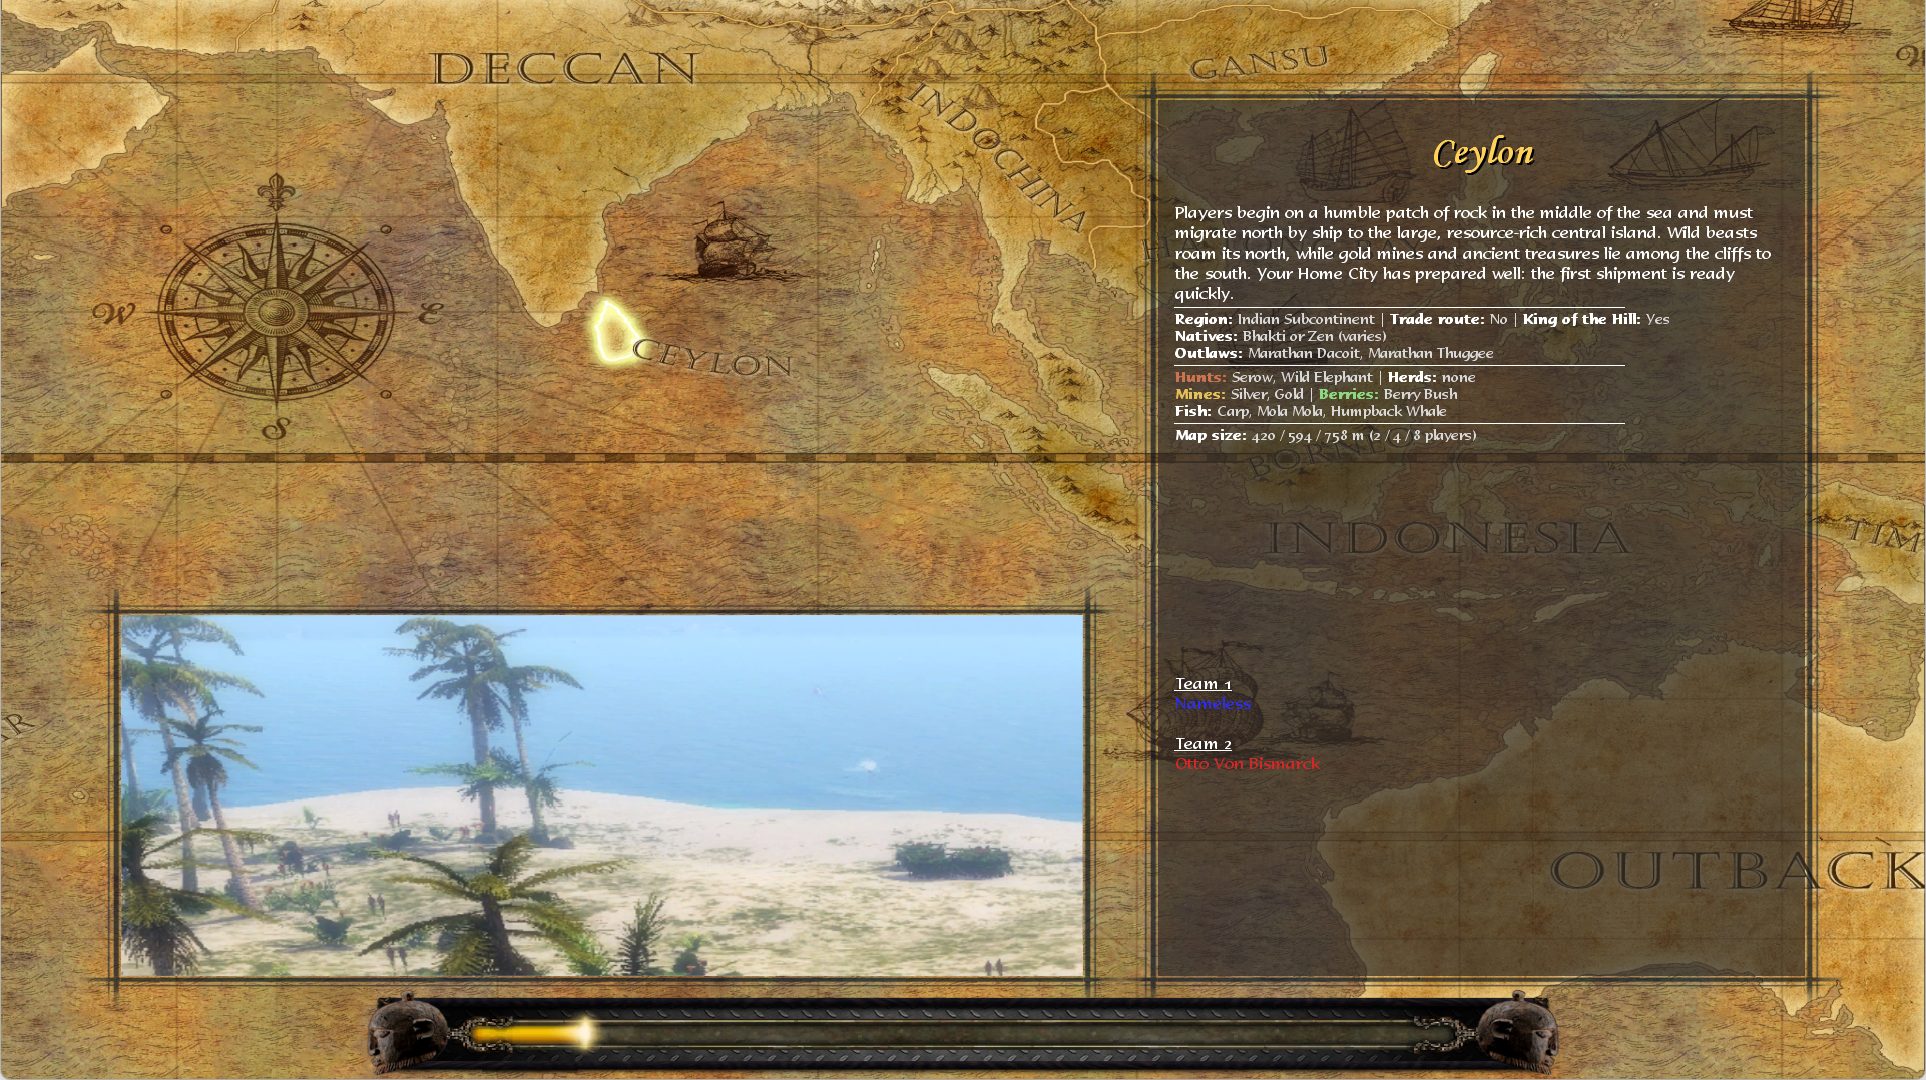 DECCAN
GANSU
INDOCHINA
W
E
S
CEYLON
Ceylon
Players begin on a humble patch of rock in the middle of the sea and must
migrate north by ship to the large, resource-rich central island. Wild beasts
roam its north, while gold mines and ancient treasures lie among the cliffs to
the south. Your Home City has prepared well: the first shipment is ready
quickly.
Region: Indian Subcontinent | Trade route: No | King of the Hill: Yes
Natives: Bhakti or Zen (varies)
Outlaws: Marathan Dacoit, Marathan Thuggee
Hunts: Serow, Wild Elephant | Herds: none
Mines: Silver, Gold | Berries: Berry Bush
Fish: Carp, Mola Mola, Humpback Whale
Map size: 420 / 594 / 758 m (2 / 4 / 8 players)
BORNEO
INDONESIA
TIM
Team 1
Nameless
Team 2
Otto Von Bismarck
R
OUTBACK